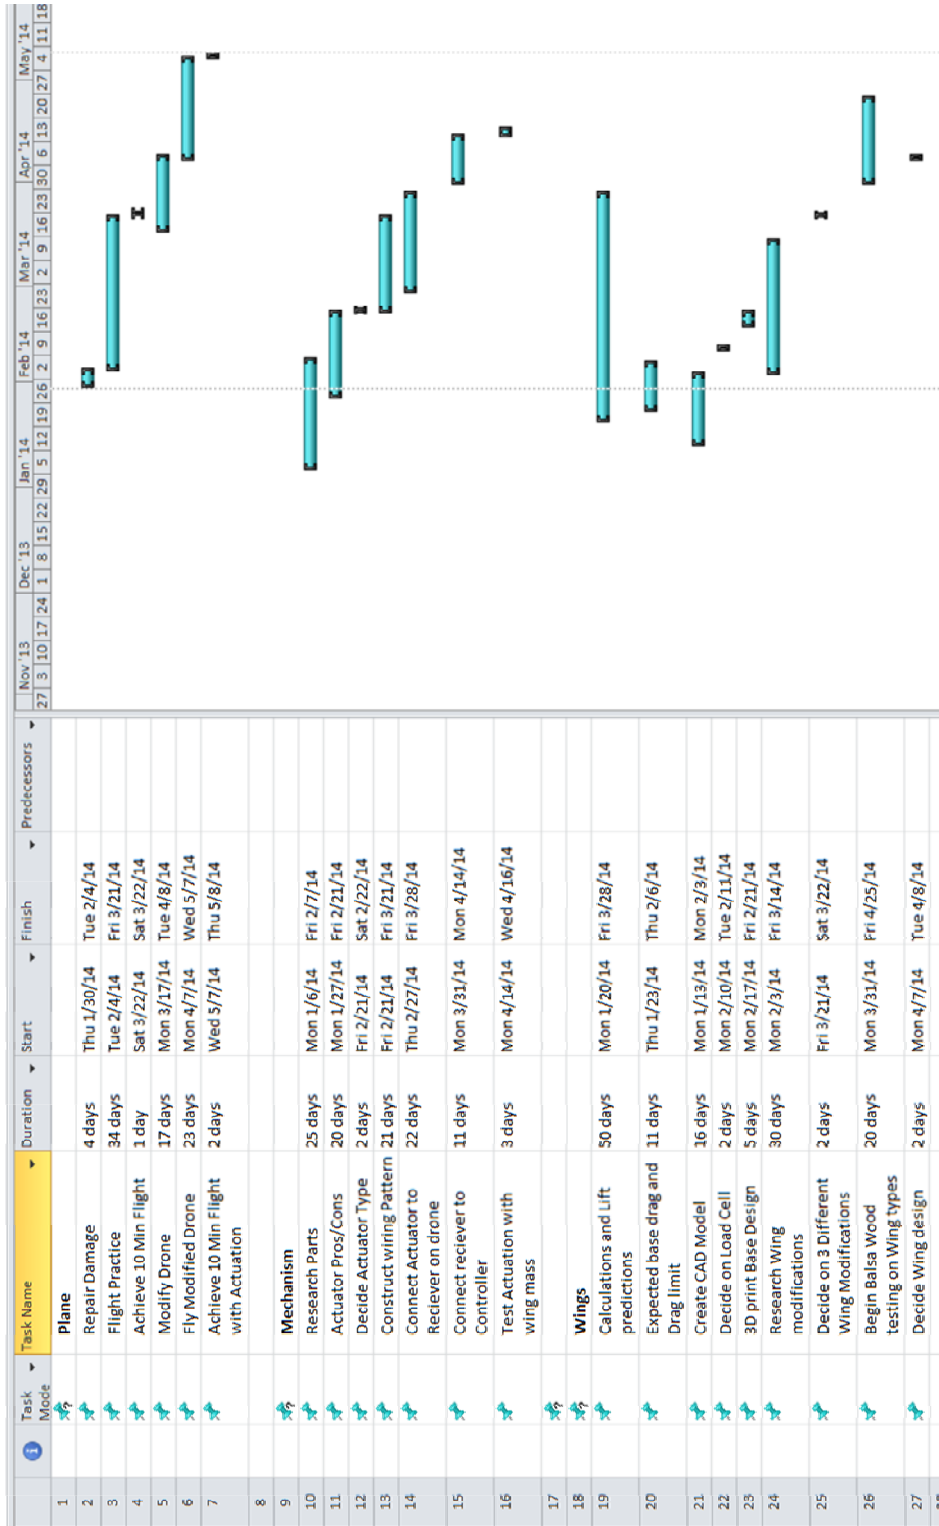 Task Mode Task Name Duration Start Finish Predecessors Nov '13 Dec '13 Jan '14 Feb '14 Mar '14 Apr '14 May '14
27 3 10 17 24 1 8 15 22 29 5 12 19 26 2 9 16 23 2 9 16 23 30 6 13 20 27 4 11 18
1 Plane
2 Repair Damage 4 days Thu 1/30/14 Tue 2/4/14
3 Flight Practice 34 days Tue 2/4/14 Fri 3/21/14
4 Achieve 10 Min Flight 1 day Sat 3/22/14 Sat 3/22/14
5 Modify Drone 17 days Mon 3/17/14 Tue 4/8/14
6 Fly Modified Drone 23 days Mon 4/7/14 Wed 5/7/14
7 Achieve 10 Min Flight with Actuation 2 days Wed 5/7/14 Thu 5/8/14
8
9 Mechanism
10 Research Parts 25 days Mon 1/6/14 Fri 2/7/14
11 Actuator Pros/Cons 20 days Mon 1/27/14 Fri 2/21/14
12 Decide Actuator Type 2 days Fri 2/21/14 Sat 2/22/14
13 Construct wiring Pattern 21 days Fri 2/21/14 Fri 3/21/14
14 Connect Actuator to Reciever on drone 22 days Thu 2/27/14 Fri 3/28/14
15 Connect reciever to Controller 11 days Mon 3/31/14 Mon 4/14/14
16 Test Actuation with wing mass 3 days Mon 4/14/14 Wed 4/16/14
17
18 Wings
19 Calculations and Lift predictions 50 days Mon 1/20/14 Fri 3/28/14
20 Expected base drag and Drag limit 11 days Thu 1/23/14 Thu 2/6/14
21 Create CAD Model 16 days Mon 1/13/14 Mon 2/3/14
22 Decide on Load Cell 2 days Mon 2/10/14 Tue 2/11/14
23 3D print Base Design 5 days Mon 2/17/14 Fri 2/21/14
24 Research Wing modifications 30 days Mon 2/3/14 Fri 3/14/14
25 Decide on 3 Different Wing Modifications 2 days Fri 3/21/14 Sat 3/22/14
26 Begin Balsa Wood testing on Wing types 20 days Mon 3/31/14 Fri 4/25/14
27 Decide Wing design 2 days Mon 4/7/14 Tue 4/8/14